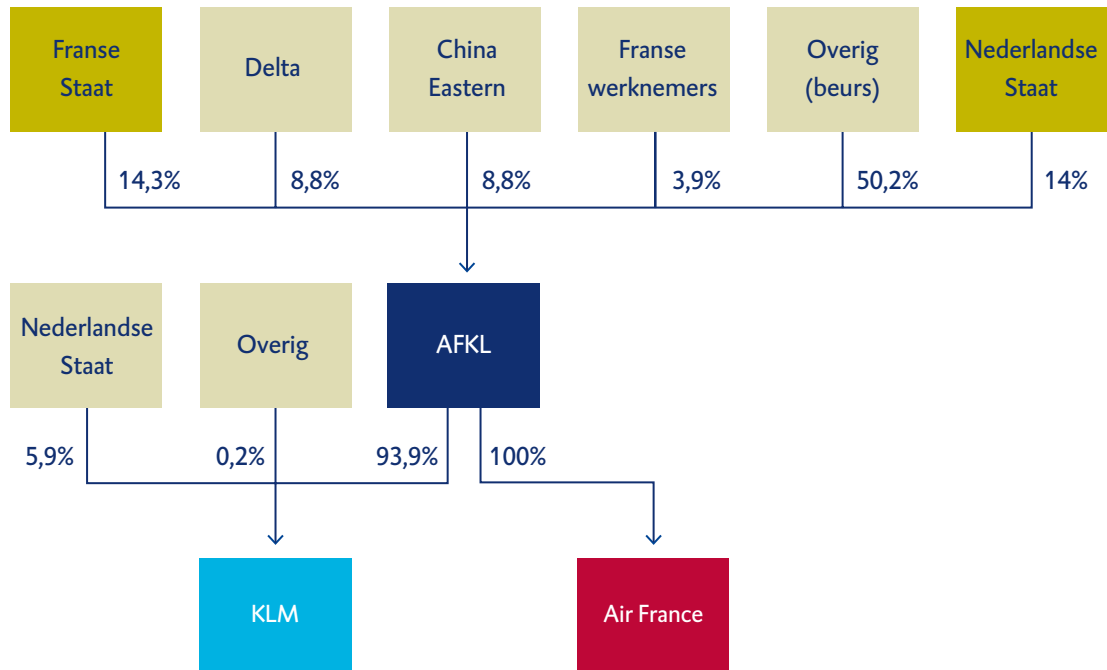 Franse
Staat
Delta
China
Eastern
Franse
werknemers
Overig
(beurs)
Nederlandse
Staat
14,3%
8,8%
8,8%
3,9%
50,2%
14%
Nederlandse
Staat
Overig
AFKL
5,9%
0,2%
93,9%
100%
KLM
Air France